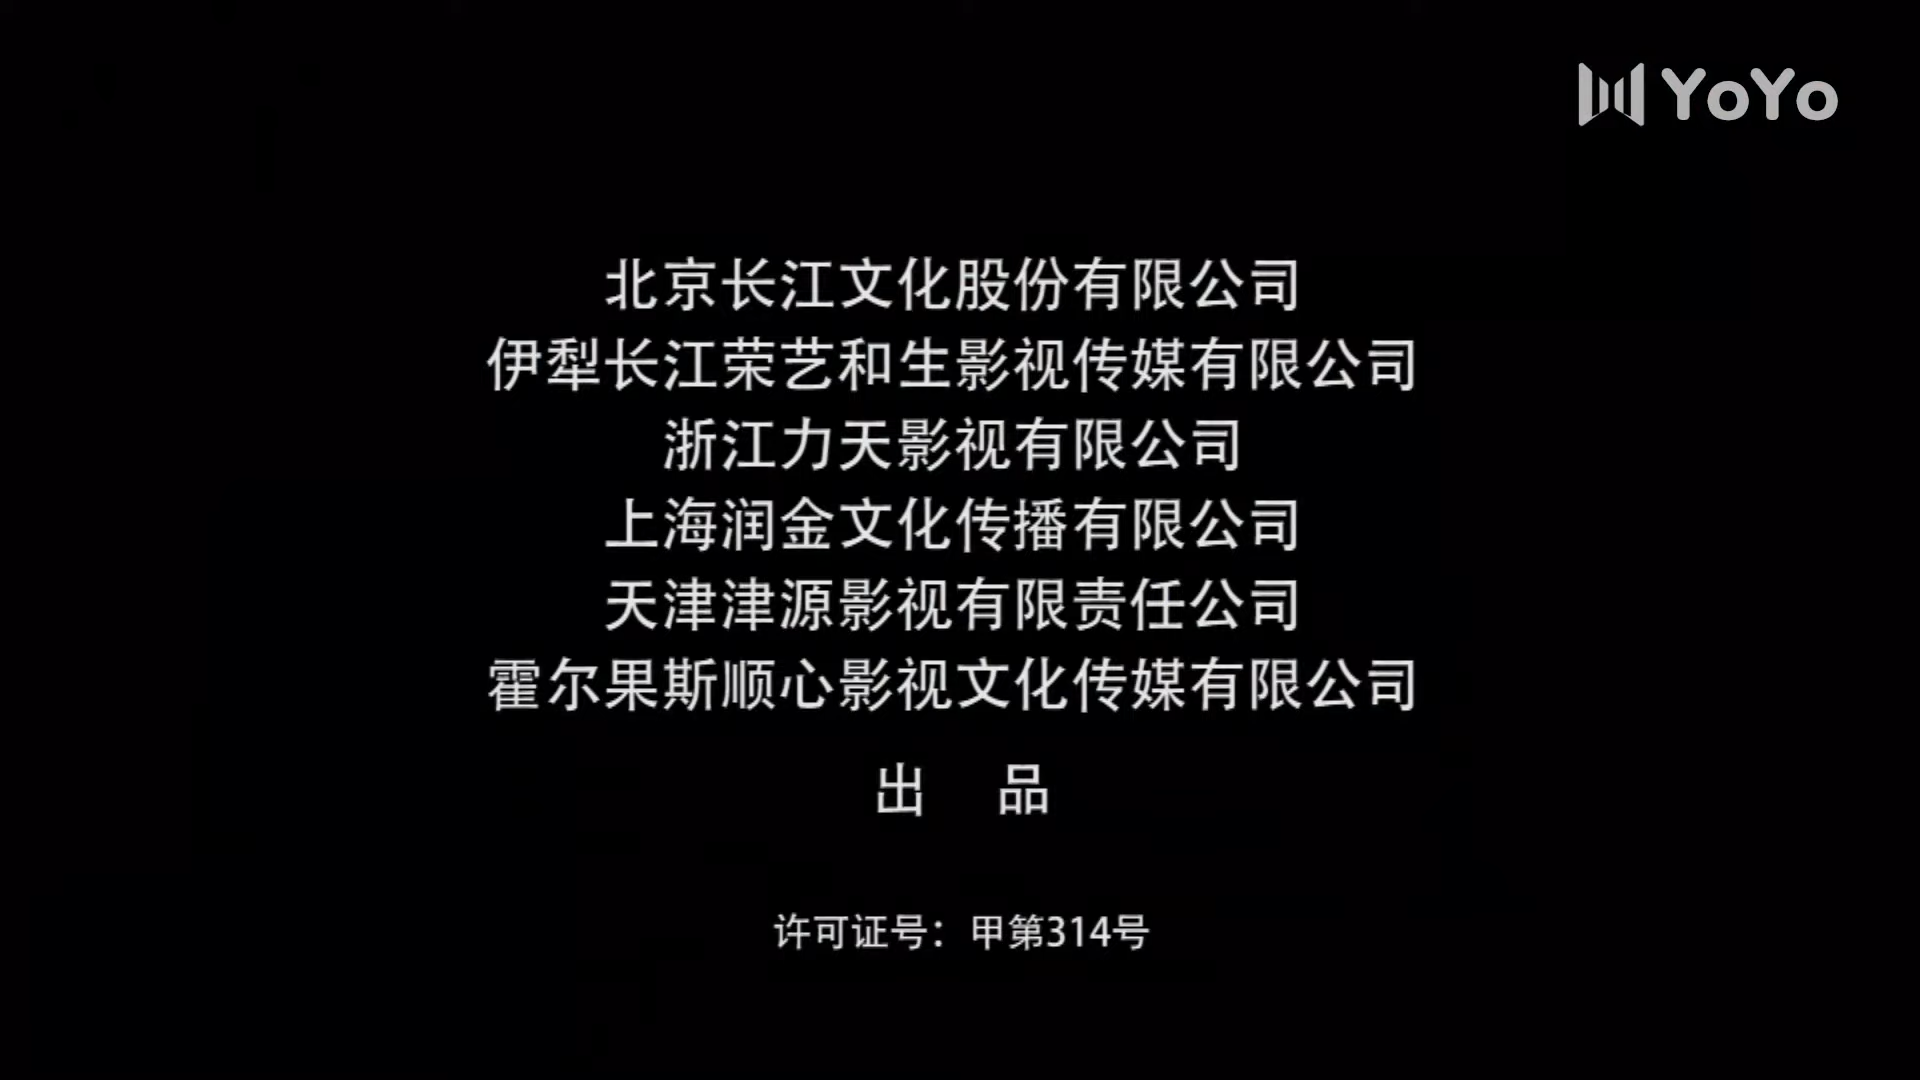 YoYo
北京长江文化股份有限公司
伊犁长江荣艺和生影视传媒有限公司
浙江力天影视有限公司
上海润金文化传播有限公司
天津津源影视有限责任公司
霍尔果斯顺心影视文化传媒有限公司
出 品
许可证号：甲第314号